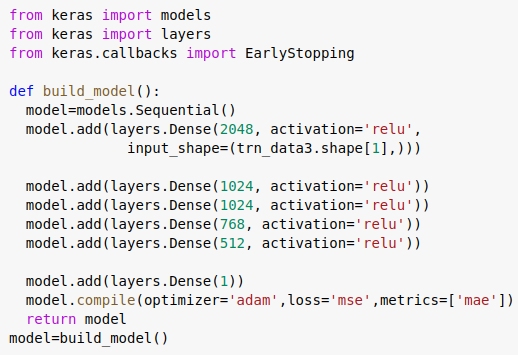 from keras import models
from keras import layers
from keras.callbacks import EarlyStopping

def build_model():
  model=models.Sequential()
  model.add(layers.Dense(2048, activation='relu',
              input_shape=(trn_data3.shape[1],)))

  model.add(layers.Dense(1024, activation='relu'))
  model.add(layers.Dense(1024, activation='relu'))
  model.add(layers.Dense(768, activation='relu'))
  model.add(layers.Dense(512, activation='relu'))

  model.add(layers.Dense(1))
  model.compile(optimizer='adam',loss='mse',metrics=['mae'])
  return model
model=build_model()